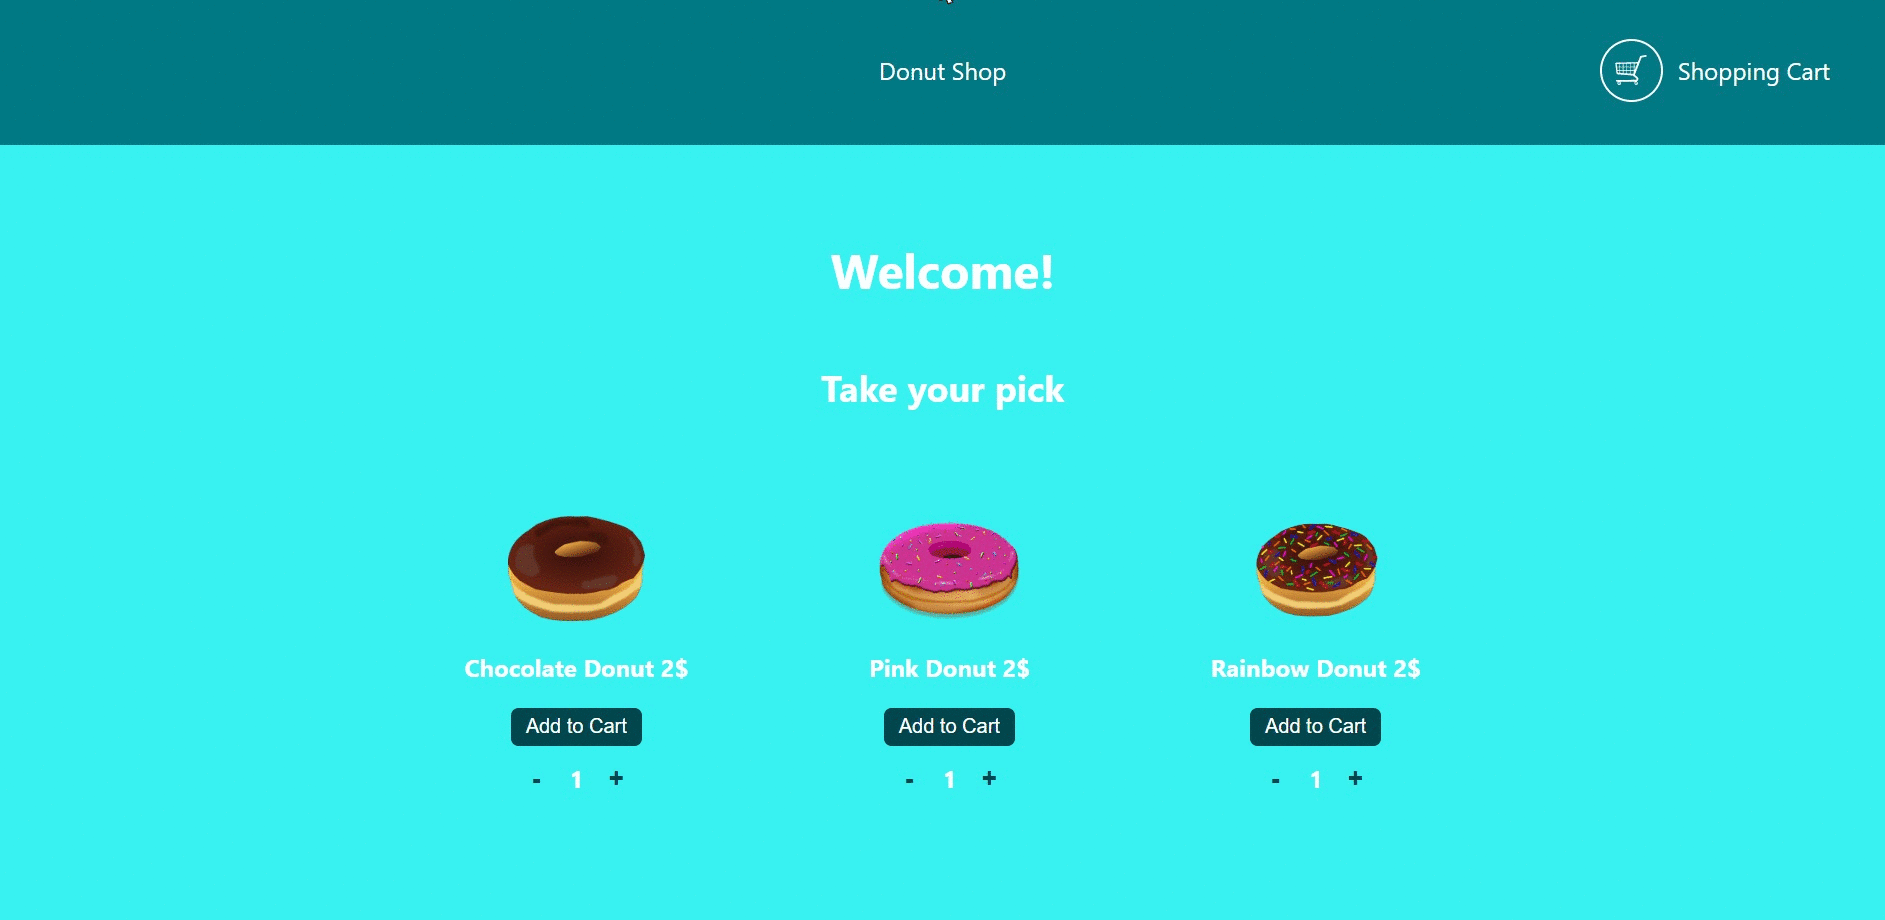 Donut Shop
Shopping Cart
Welcome!
Take your pick
Chocolate Donut 2$
Pink Donut 2$
Rainbow Donut 2$
Add to Cart
Add to Cart
Add to Cart
- 1 +
- 1 +
- 1 +